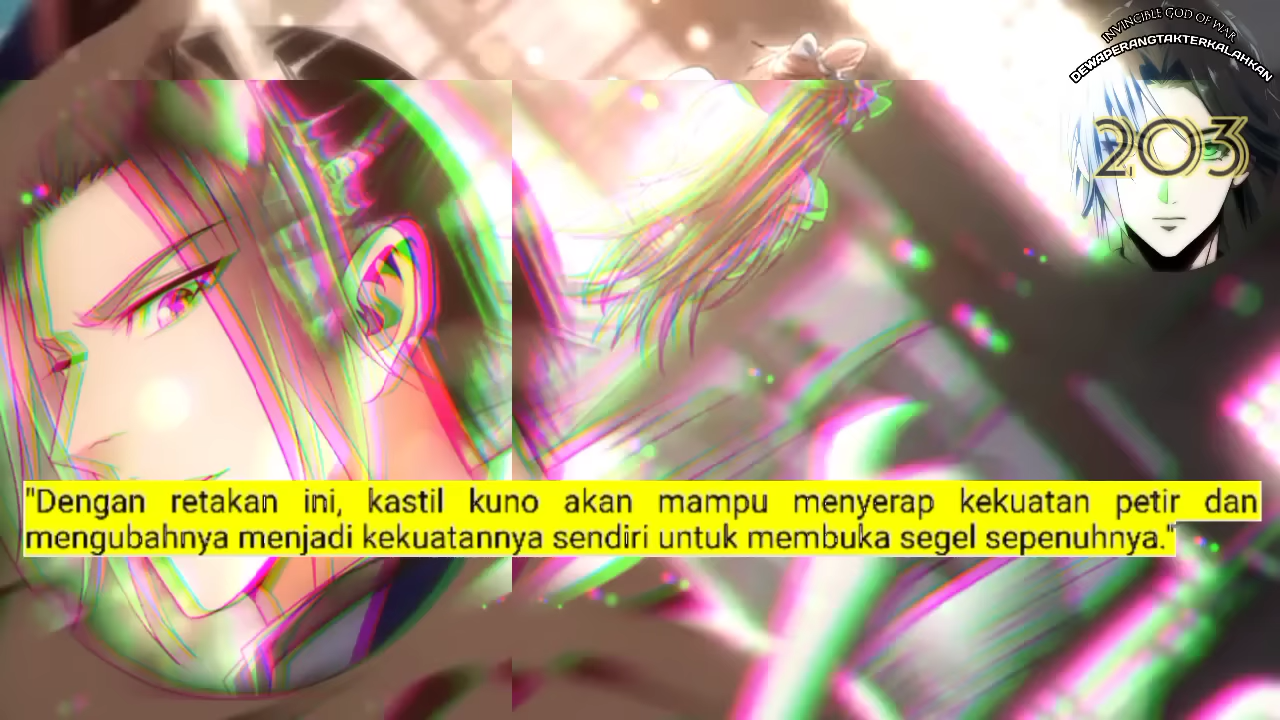 INVINCIBLE GOD OF WAR
DEWAPERANGTAKTERKALAHKAN
203
"Dengan retakan ini, kastil kuno akan mampu menyerap kekuatan petir dan
mengubahnya menjadi kekuatannya sendiri untuk membuka segel sepenuhnya."